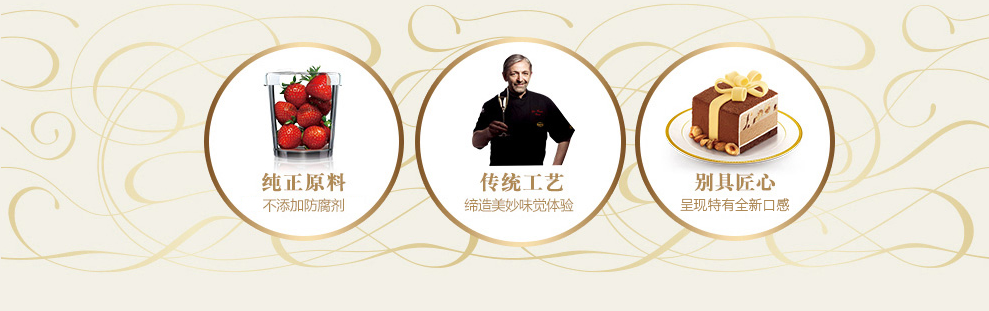 纯正原料
不添加防腐剂
传统工艺
缔造美妙味觉体验
别具匠心
呈现特有全新口感